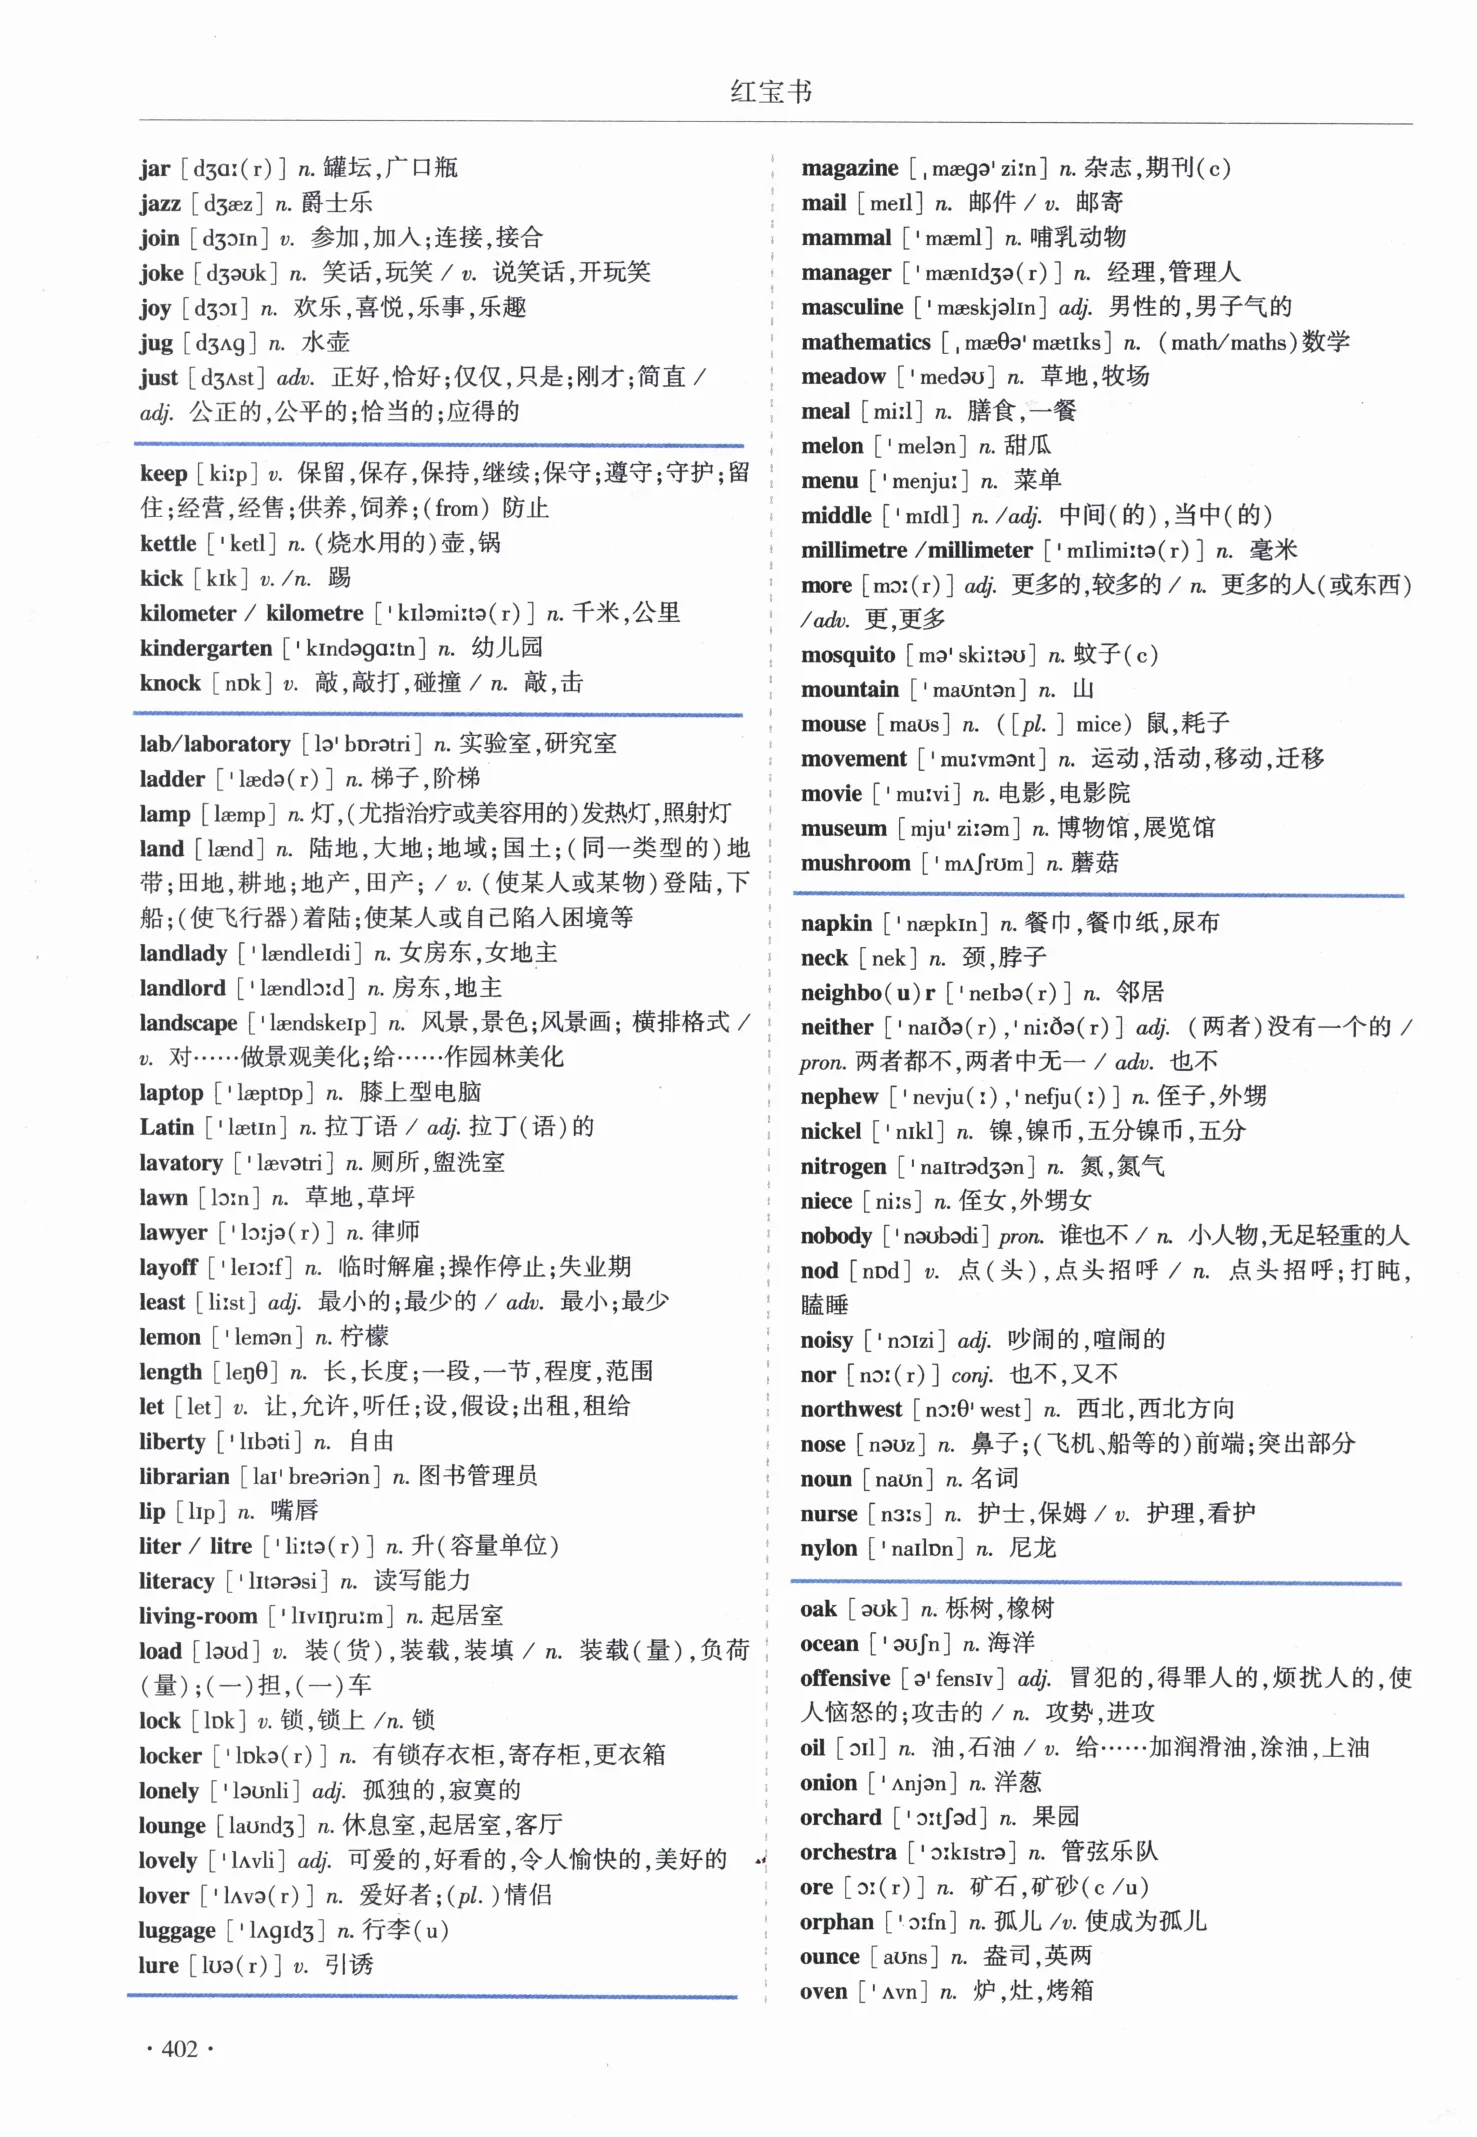 红宝书
jar [dʒɑː(r)] n. 罐坛,广口瓶
jazz [dʒæz] n. 爵士乐
join [dʒɔɪn] v. 参加,加入;连接,接合
joke [dʒəʊk] n. 笑话,玩笑 / v. 说笑话,开玩笑
joy [dʒɔɪ] n. 欢乐,喜悦,乐事,乐趣
jug [dʒʌg] n. 水壶
just [dʒʌst] adv. 正好,恰好;仅仅,只是;刚才;简直 /
adj. 公正的,公平的;恰当的;应得的
keep [kiːp] v. 保留,保存,保持,继续;保守;遵守;守护;留
住;经营,经售;供养,饲养;(from) 防止
kettle [ˈketl] n. (烧水用的)壶,锅
kick [kɪk] v. /n. 踢
kilometer / kilometre [ˈkɪləmiːtə(r)] n. 千米,公里
kindergarten [ˈkɪndəgɑːtn] n. 幼儿园
knock [nɒk] v. 敲,敲打,碰撞 / n. 敲,击
lab/laboratory [ləˈbɒrətri] n. 实验室,研究室
ladder [ˈlædə(r)] n. 梯子,阶梯
lamp [læmp] n. 灯,(尤指治疗或美容用的)发热灯,照射灯
land [lænd] n. 陆地,大地;地域;国土;(同一类型的)地
带;田地,耕地;地产,田产; / v. (使某人或某物)登陆,下
船;(使飞行器)着陆;使某人或自己陷入困境等
landlady [ˈlændleɪdi] n. 女房东,女地主
landlord [ˈlændlɔːd] n. 房东,地主
landscape [ˈlændskeɪp] n. 风景,景色;风景画; 横排格式 /
v. 对……做景观美化;给……作园林美化
laptop [ˈlæptɒp] n. 膝上型电脑
Latin [ˈlætɪn] n. 拉丁语 / adj. 拉丁(语)的
lavatory [ˈlævətri] n. 厕所,盥洗室
lawn [lɔːn] n. 草地,草坪
lawyer [ˈlɔːjə(r)] n. 律师
layoff [ˈleɪɔːf] n. 临时解雇;操作停止;失业期
least [liːst] adj. 最小的;最少的 / adv. 最小;最少
lemon [ˈlemən] n. 柠檬
length [leŋθ] n. 长,长度;一段,一节,程度,范围
let [let] v. 让,允许,听任;设,假设;出租,租给
liberty [ˈlɪbəti] n. 自由
librarian [laɪˈbreəriən] n. 图书管理员
lip [lɪp] n. 嘴唇
liter / litre [ˈliːtə(r)] n. 升(容量单位)
literacy [ˈlɪtərəsi] n. 读写能力
living-room [ˈlɪvɪŋruːm] n. 起居室
load [ləʊd] v. 装(货),装载,装填 / n. 装载(量),负荷
(量);(一)担,(一)车
lock [lɒk] v. 锁,锁上 /n. 锁
locker [ˈlɒkə(r)] n. 有锁存衣柜,寄存柜,更衣箱
lonely [ˈləʊnli] adj. 孤独的,寂寞的
lounge [laʊndʒ] n. 休息室,起居室,客厅
lovely [ˈlʌvli] adj. 可爱的,好看的,令人愉快的,美好的
lover [ˈlʌvə(r)] n. 爱好者;(pl. )情侣
luggage [ˈlʌgɪdʒ] n. 行李(u)
lure [lʊə(r)] v. 引诱
magazine [ˌmægəˈziːn] n. 杂志,期刊(c)
mail [meɪl] n. 邮件 / v. 邮寄
mammal [ˈmæml] n. 哺乳动物
manager [ˈmænɪdʒə(r)] n. 经理,管理人
masculine [ˈmæskjəlɪn] adj. 男性的,男子气的
mathematics [ˌmæθəˈmætɪks] n. (math/maths)数学
meadow [ˈmedəʊ] n. 草地,牧场
meal [miːl] n. 膳食,一餐
melon [ˈmelən] n. 甜瓜
menu [ˈmenjuː] n. 菜单
middle [ˈmɪdl] n. /adj. 中间(的),当中(的)
millimetre /millimeter [ˈmɪlimiːtə(r)] n. 毫米
more [mɔː(r)] adj. 更多的,较多的 / n. 更多的人(或东西)
/adv. 更,更多
mosquito [məˈskiːtəʊ] n. 蚊子(c)
mountain [ˈmaʊntən] n. 山
mouse [maʊs] n. ([pl. ] mice) 鼠,耗子
movement [ˈmuːvmənt] n. 运动,活动,移动,迁移
movie [ˈmuːvi] n. 电影,电影院
museum [mjuˈziːəm] n. 博物馆,展览馆
mushroom [ˈmʌʃrʊm] n. 蘑菇
napkin [ˈnæpkɪn] n. 餐巾,餐巾纸,尿布
neck [nek] n. 颈,脖子
neighbo(u)r [ˈneɪbə(r)] n. 邻居
neither [ˈnaɪðə(r),ˈniːðə(r)] adj. (两者)没有一个的 /
pron. 两者都不,两者中无一 / adv. 也不
nephew [ˈnevju(ː),ˈnefju(ː)] n. 侄子,外甥
nickel [ˈnɪkl] n. 镍,镍币,五分镍币,五分
nitrogen [ˈnaɪtrədʒən] n. 氮,氮气
niece [niːs] n. 侄女,外甥女
nobody [ˈnəʊbədi] pron. 谁也不 / n. 小人物,无足轻重的人
nod [nɒd] v. 点(头),点头招呼 / n. 点头招呼;打盹,
瞌睡
noisy [ˈnɔɪzi] adj. 吵闹的,喧闹的
nor [nɔː(r)] conj. 也不,又不
northwest [nɔːθˈwest] n. 西北,西北方向
nose [nəʊz] n. 鼻子;(飞机、船等的)前端;突出部分
noun [naʊn] n. 名词
nurse [nɜːs] n. 护士,保姆 / v. 护理,看护
nylon [ˈnaɪlɒn] n. 尼龙
oak [əʊk] n. 栎树,橡树
ocean [ˈəʊʃn] n. 海洋
offensive [əˈfensɪv] adj. 冒犯的,得罪人的,烦扰人的,使
人恼怒的;攻击的 / n. 攻势,进攻
oil [ɔɪl] n. 油,石油 / v. 给……加润滑油,涂油,上油
onion [ˈʌnjən] n. 洋葱
orchard [ˈɔːtʃəd] n. 果园
orchestra [ˈɔːkɪstrə] n. 管弦乐队
ore [ɔː(r)] n. 矿石,矿砂(c /u)
orphan [ˈɔːfn] n. 孤儿 /v. 使成为孤儿
ounce [aʊns] n. 盎司,英两
oven [ˈʌvn] n. 炉,灶,烤箱
· 402 ·